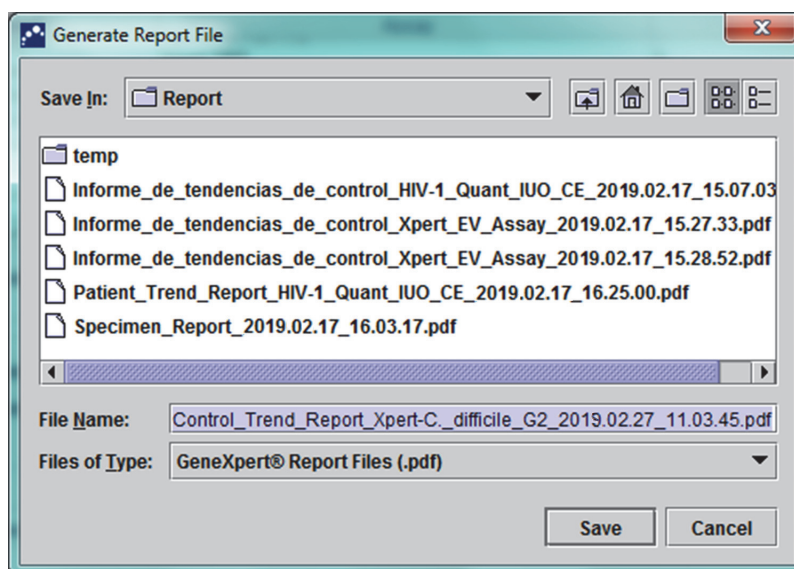 Generate Report File
Save In: Report
temp
Informe_de_tendencias_de_control_HIV-1_Quant_IUO_CE_2019.02.17_15.07.03
Informe_de_tendencias_de_control_Xpert_EV_Assay_2019.02.17_15.27.33.pdf
Informe_de_tendencias_de_control_Xpert_EV_Assay_2019.02.17_15.28.52.pdf
Patient_Trend_Report_HIV-1_Quant_IUO_CE_2019.02.17_16.25.00.pdf
Specimen_Report_2019.02.17_16.03.17.pdf
File Name: Control_Trend_Report_Xpert-C._difficile_G2_2019.02.27_11.03.45.pdf
Files of Type: GeneXpert® Report Files (.pdf)
Save Cancel